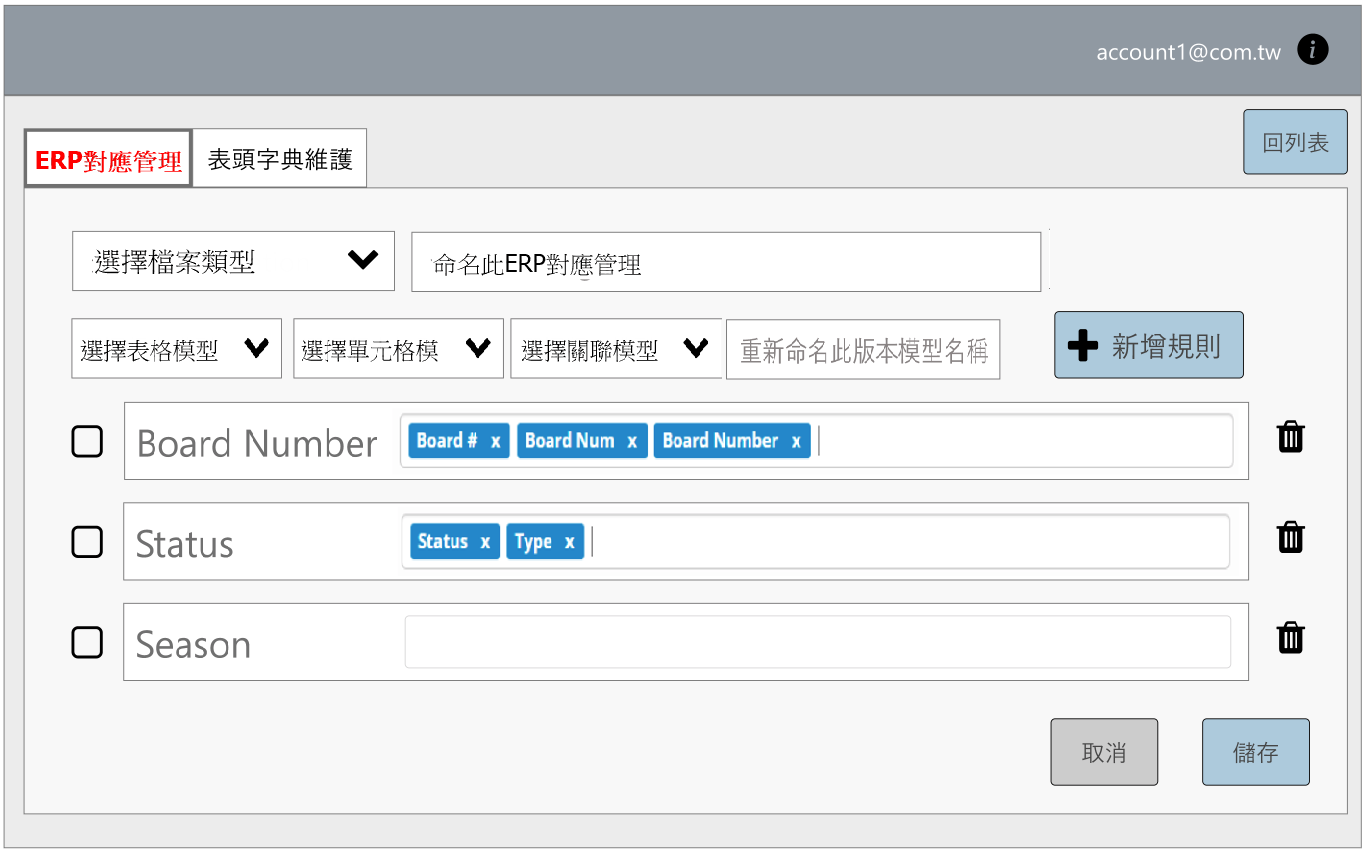 account1@com.tw
回列表
ERP對應管理 表頭字典維護
選擇檔案類型 命名此ERP對應管理
選擇表格模型 選擇單元格模 選擇關聯模型 重新命名此版本模型名稱 新增規則
Board Number Board # x Board Num x Board Number x
Status Status x Type x
Season
取消 儲存